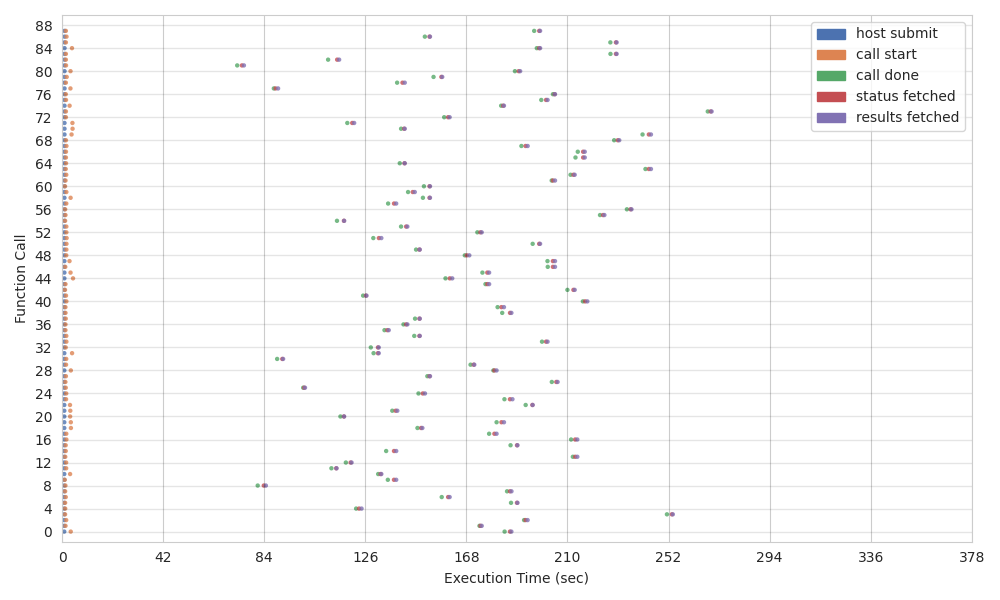 88
84
80
76
72
68
64
60
56
52
48
44
40
36
32
28
24
20
16
12
8
4
0
Function Call
0 42 84 126 168 210 252 294 336 378
Execution Time (sec)
host submit
call start
call done
status fetched
results fetched